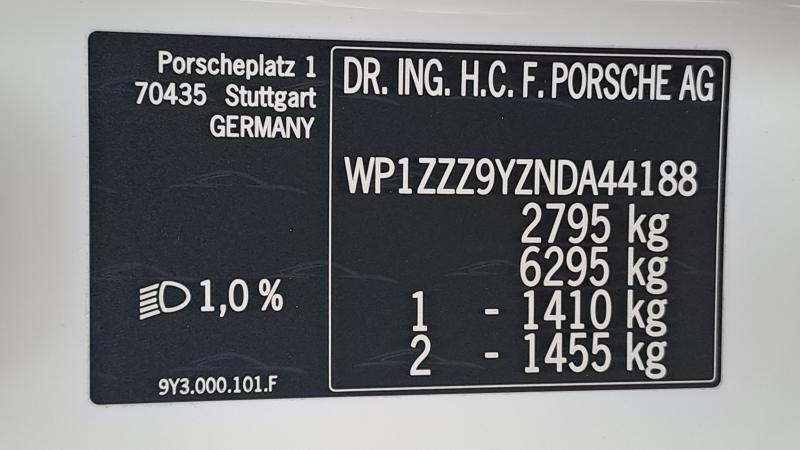 Porscheplatz 1
70435 Stuttgart
GERMANY
DR. ING. H.C. F. PORSCHE AG
WP1ZZZ9YZNDA44188
2795 kg
6295 kg
1 - 1410 kg
2 - 1455 kg
1,0 %
9Y3.000.101.F